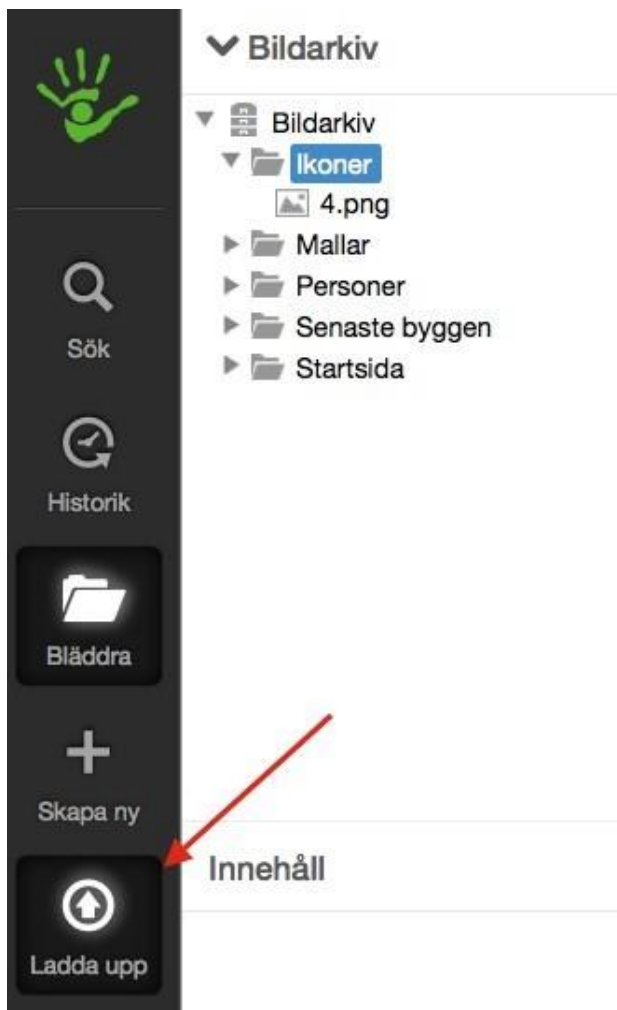 Bildarkiv
Bildarkiv
Ikoner
4.png
Mallar
Personer
Senaste byggen
Startsida
Sök
Historik
Bläddra
Skapa ny
Ladda upp
Innehåll